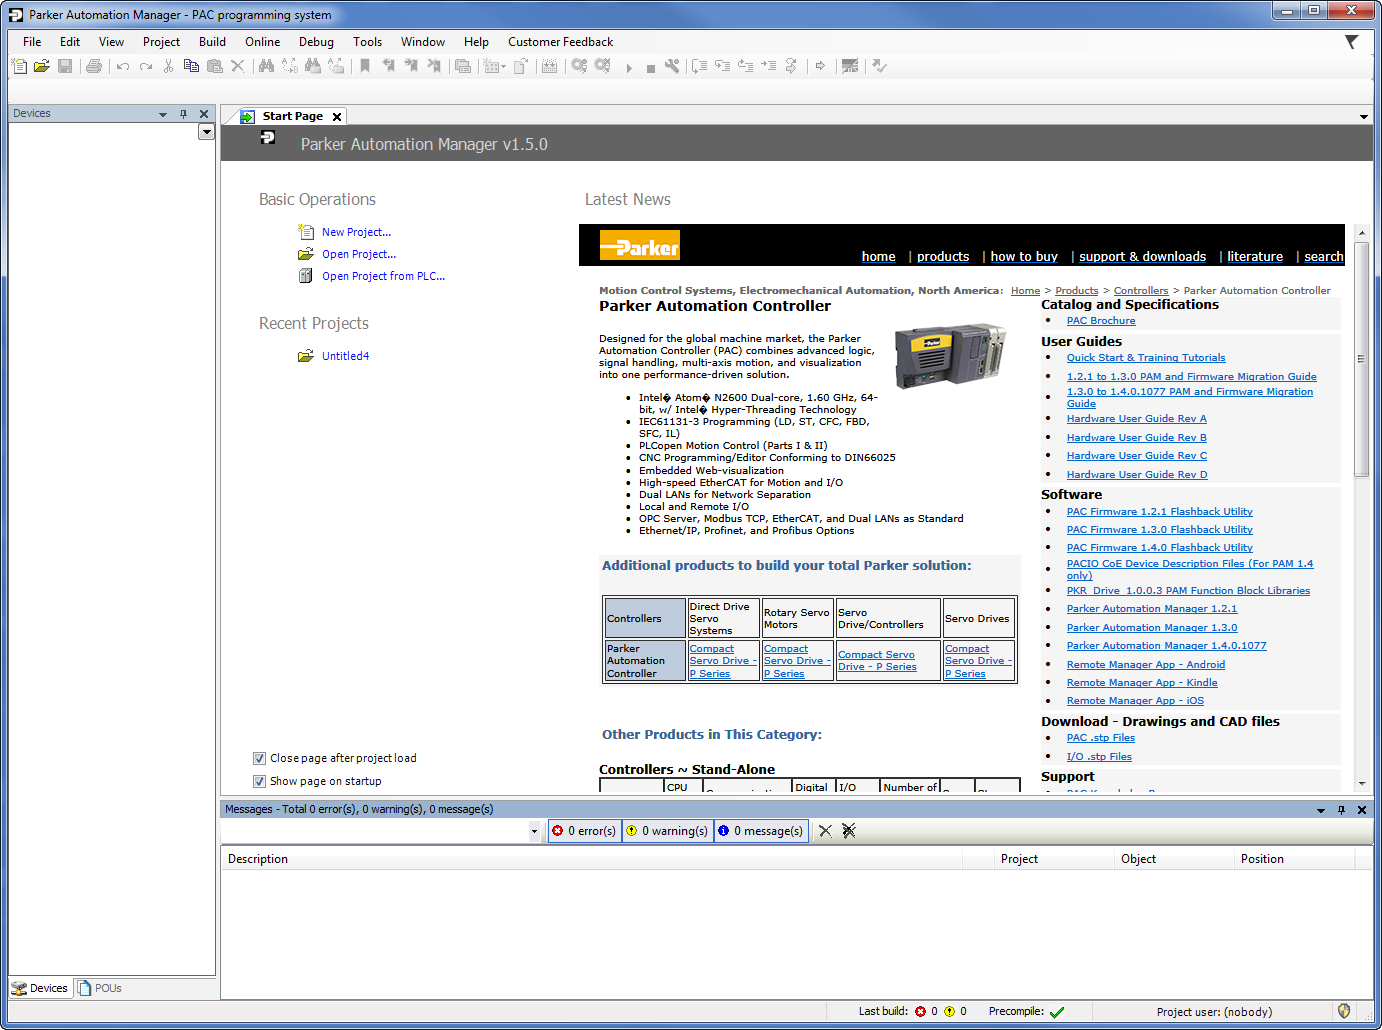 Parker Automation Manager - PAC programming system
File Edit View Project Build Online Debug Tools Window Help Customer Feedback
Devices
Start Page
Parker Automation Manager v1.5.0
Basic Operations
New Project...
Open Project...
Open Project from PLC...
Recent Projects
Untitled4
Close page after project load
Show page on startup
Latest News
Parker
home | products | how to buy | support & downloads | literature | search
Motion Control Systems, Electromechanical Automation, North America: Home > Products > Controllers > Parker Automation Controller
Parker Automation Controller
Designed for the global machine market, the Parker
Automation Controller (PAC) combines advanced logic,
signal handling, multi-axis motion, and visualization
into one performance-driven solution.
Intel� Atom� N2600 Dual-core, 1.60 GHz, 64-
bit, w/ Intel� Hyper-Threading Technology
IEC61131-3 Programming (LD, ST, CFC, FBD,
SFC, IL)
PLCopen Motion Control (Parts I & II)
CNC Programming/Editor Conforming to DIN66025
Embedded Web-visualization
High-speed EtherCAT for Motion and I/O
Dual LANs for Network Separation
Local and Remote I/O
OPC Server, Modbus TCP, EtherCAT, and Dual LANs as Standard
Ethernet/IP, Profinet, and Profibus Options
Additional products to build your total Parker solution:
Controllers
Direct Drive
Servo
Systems
Rotary Servo
Motors
Servo
Drive/Controllers
Servo Drives
Parker
Automation
Controller
Compact
Servo Drive -
P Series
Compact
Servo Drive -
P Series
Compact Servo
Drive - P Series
Compact
Servo Drive -
P Series
Other Products in This Category:
Controllers ~ Stand-Alone
CPU
Digital
I/O
Number of
Catalog and Specifications
PAC Brochure
User Guides
Quick Start & Training Tutorials
1.2.1 to 1.3.0 PAM and Firmware Migration Guide
1.3.0 to 1.4.0.1077 PAM and Firmware Migration
Guide
Hardware User Guide Rev A
Hardware User Guide Rev B
Hardware User Guide Rev C
Hardware User Guide Rev D
Software
PAC Firmware 1.2.1 Flashback Utility
PAC Firmware 1.3.0 Flashback Utility
PAC Firmware 1.4.0 Flashback Utility
PACIO CoE Device Description Files (For PAM 1.4
only)
PKR_Drive_1.0.0.3 PAM Function Block Libraries
Parker Automation Manager 1.2.1
Parker Automation Manager 1.3.0
Parker Automation Manager 1.4.0.1077
Remote Manager App - Android
Remote Manager App - Kindle
Remote Manager App - iOS
Download - Drawings and CAD files
PAC .stp Files
I/O .stp Files
Support
Messages - Total 0 error(s), 0 warning(s), 0 message(s)
0 error(s) 0 warning(s) 0 message(s)
Description Project Object Position
Devices POUs
Last build: 0 0 Precompile: Project user: (nobody)